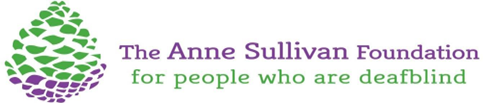 The Anne Sullivan Foundation
for people who are deafblind